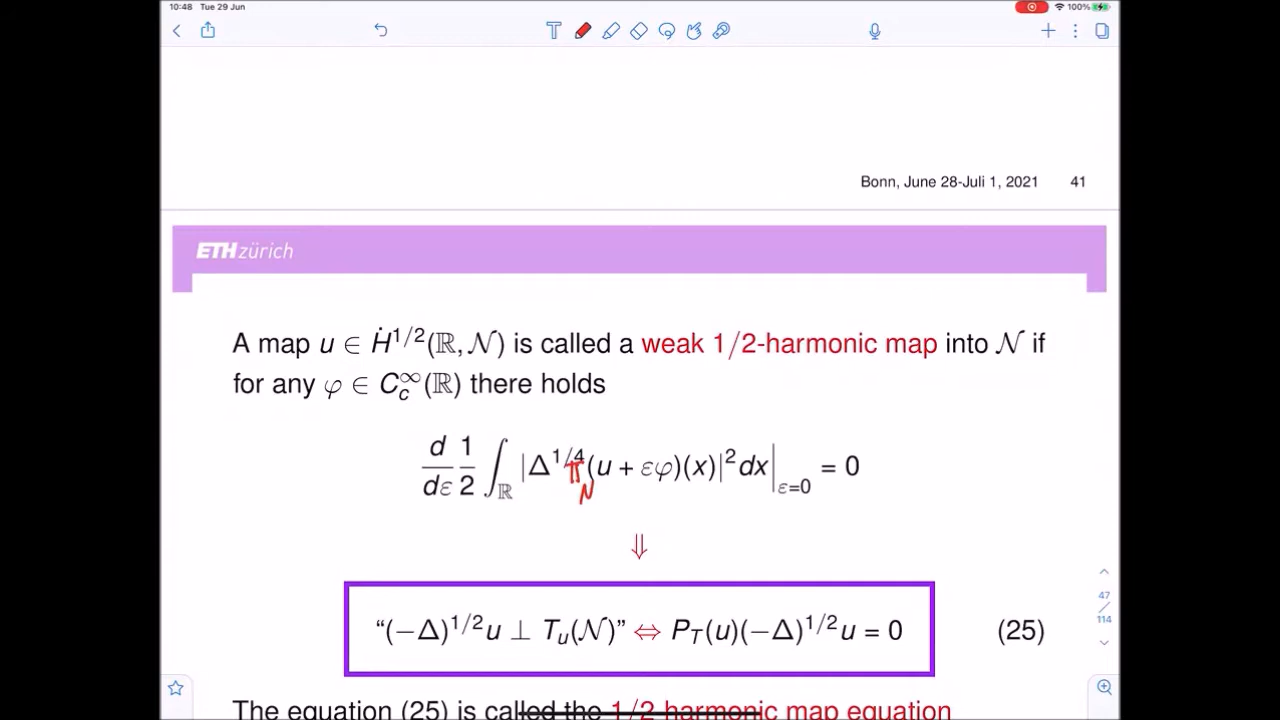 10:48 Tue 29 Jun 100%
Bonn, June 28-Juli 1, 2021 41
ETH zürich
A map u ∈ Ḣ^{1/2}(ℝ, 𝒩) is called a weak 1/2-harmonic map into 𝒩 if
for any φ ∈ C_c^∞(ℝ) there holds
d/dε 1/2 ∫_ℝ |Δ^{1/4} π_N (u + εφ)(x)|² dx|_{ε=0} = 0
⇓
“(−Δ)^{1/2}u ⊥ T_u(𝒩)” ⇔ P_T(u)(−Δ)^{1/2}u = 0 (25)
47
/
114
The equation (25) is called the 1/2 harmonic map equation